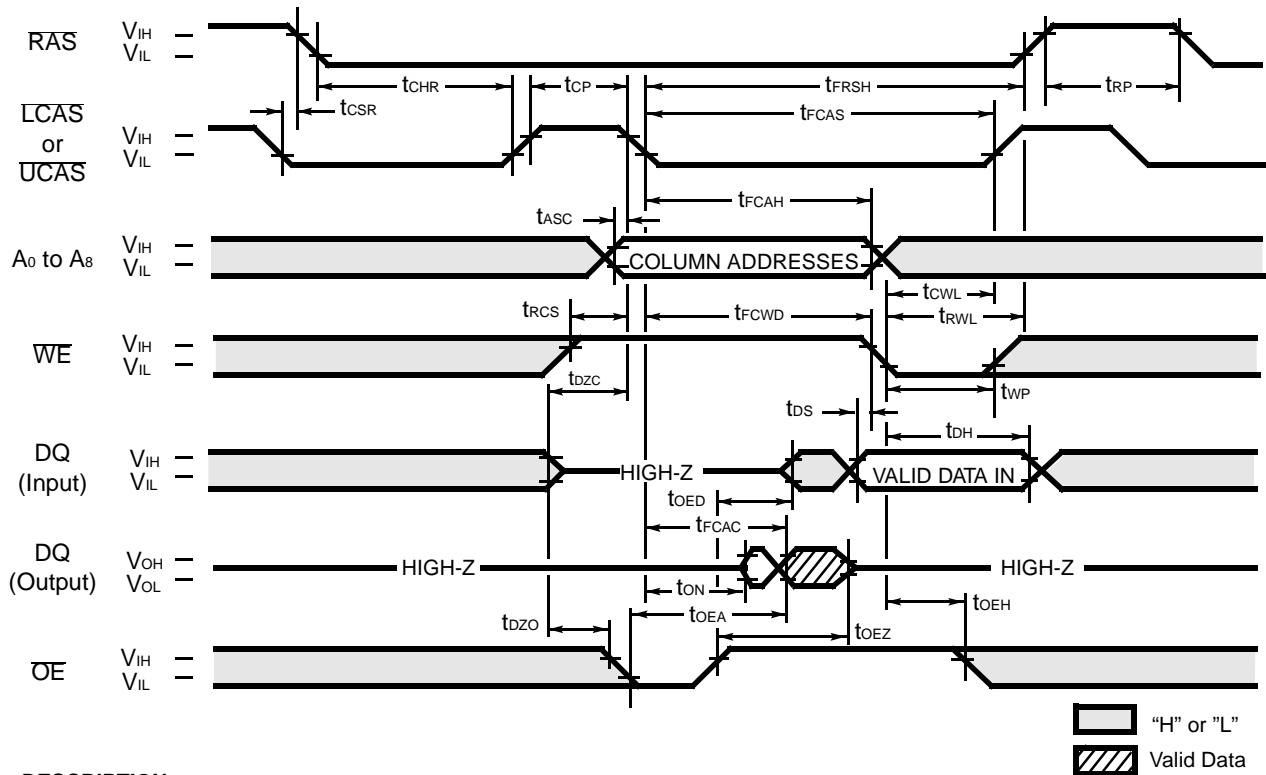 RAS
VIH
VIL
tCHR
tCP
tFRSH
tRP
tCSR
tFCAS
LCAS
or
UCAS
VIH
VIL
tASC
tFCAH
A0 to A8
VIH
VIL
COLUMN ADDRESSES
tRCS
tFCWD
tCWL
tRWL
WE
VIH
VIL
tDZC
tWP
tDS
tDH
DQ
(Input)
VIH
VIL
HIGH-Z
VALID DATA IN
tOED
tFCAC
DQ
(Output)
VOH
VOL
HIGH-Z
HIGH-Z
tON
tOEA
tOEH
tDZO
tOEZ
OE
VIH
VIL
"H" or "L"
Valid Data